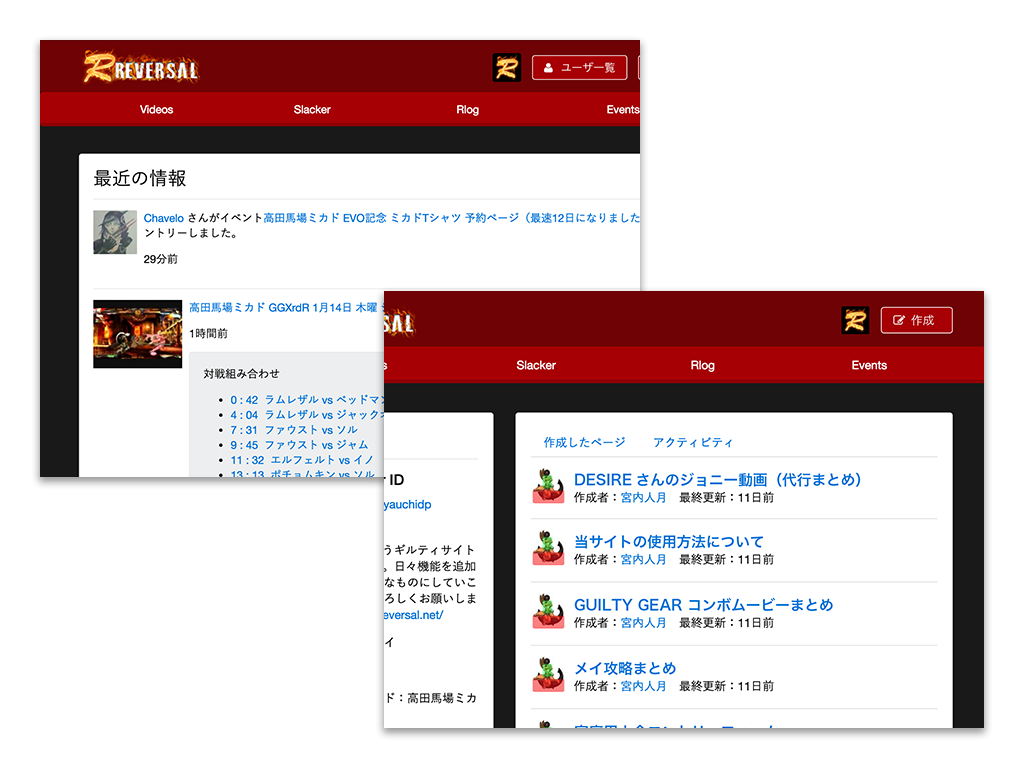 REVERSAL
ユーザ一覧
Videos
Slacker
Rlog
Events
最近の情報
Chavelo さんがイベント高田馬場ミカド EVO記念 ミカドTシャツ 予約ページ（最速12日になりました
ントリーしました。
29分前
高田馬場ミカド GGXrdR 1月14日 木曜
1時間前
対戦組み合わせ
0 : 42 ラムレザル vs ベッドマン
4 : 04 ラムレザル vs ジャック
7 : 31 ファウスト vs ソル
9 : 45 ファウスト vs ジャム
11 : 32 エルフェルト vs イノ
13 : 13 ポチョムキン vs ソル
SAL
作成
s
Slacker
Rlog
Events
ID
yauchidp
うギルティサイト
。日々機能を追加
なものにしていこ
ろしくお願いしま
eversal.net/
イ
ド：高田馬場ミカ
作成したページ
アクティビティ
DESIRE さんのジョニー動画（代行まとめ）
作成者：宮内人月 最終更新：11日前
当サイトの使用方法について
作成者：宮内人月 最終更新：11日前
GUILTY GEAR コンボムービーまとめ
作成者：宮内人月 最終更新：11日前
メイ攻略まとめ
作成者：宮内人月 最終更新：11日前